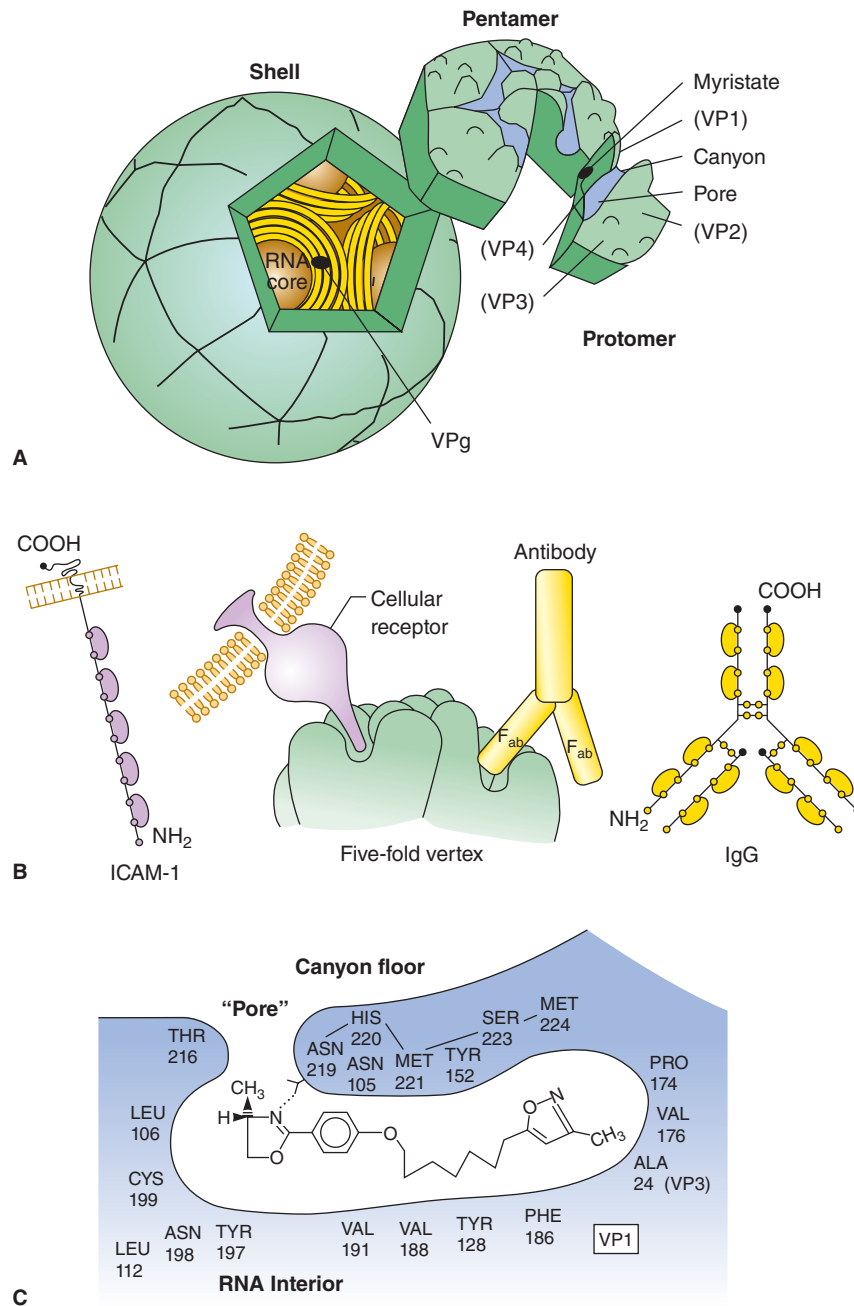 Pentamer
Shell
Myristate
(VP1)
Canyon
Pore
(VP2)
(VP4)
(VP3)
RNA
core
Protomer
VPg
A
COOH
NH2
ICAM-1
Cellular
receptor
Antibody
Fab
Fab
Five-fold vertex
COOH
NH2
IgG
B
Canyon floor
"Pore"
THR
216
HIS
220
SER
223
MET
224
ASN
219
ASN
105
MET
221
TYR
152
PRO
174
CH3
H
N
O
O
O
N
CH3
LEU
106
VAL
176
CYS
199
ALA
24 (VP3)
LEU
112
ASN
198
TYR
197
VAL
191
VAL
188
TYR
128
PHE
186
VP1
RNA Interior
C